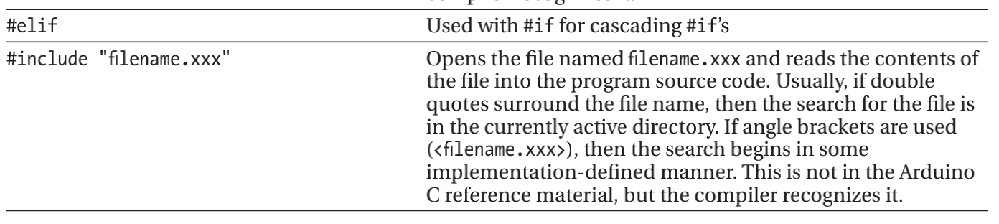 #elif
Used with #if for cascading #if's
#include "filename.xxx"
Opens the file named filename.xxx and reads the contents of
the file into the program source code. Usually, if double
quotes surround the file name, then the search for the file is
in the currently active directory. If angle brackets are used
(<filename.xxx>), then the search begins in some
implementation-defined manner. This is not in the Arduino
C reference material, but the compiler recognizes it.